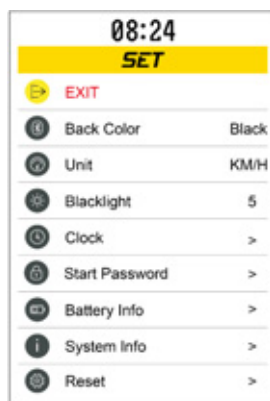 08:24
SET
EXIT
Back Color Black
Unit KM/H
Blacklight 5
Clock >
Start Password >
Battery Info >
System Info >
Reset >